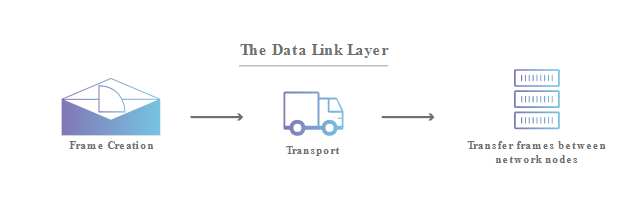 The Data Link Layer
Frame Creation
Transport
Transfer frames between
network nodes